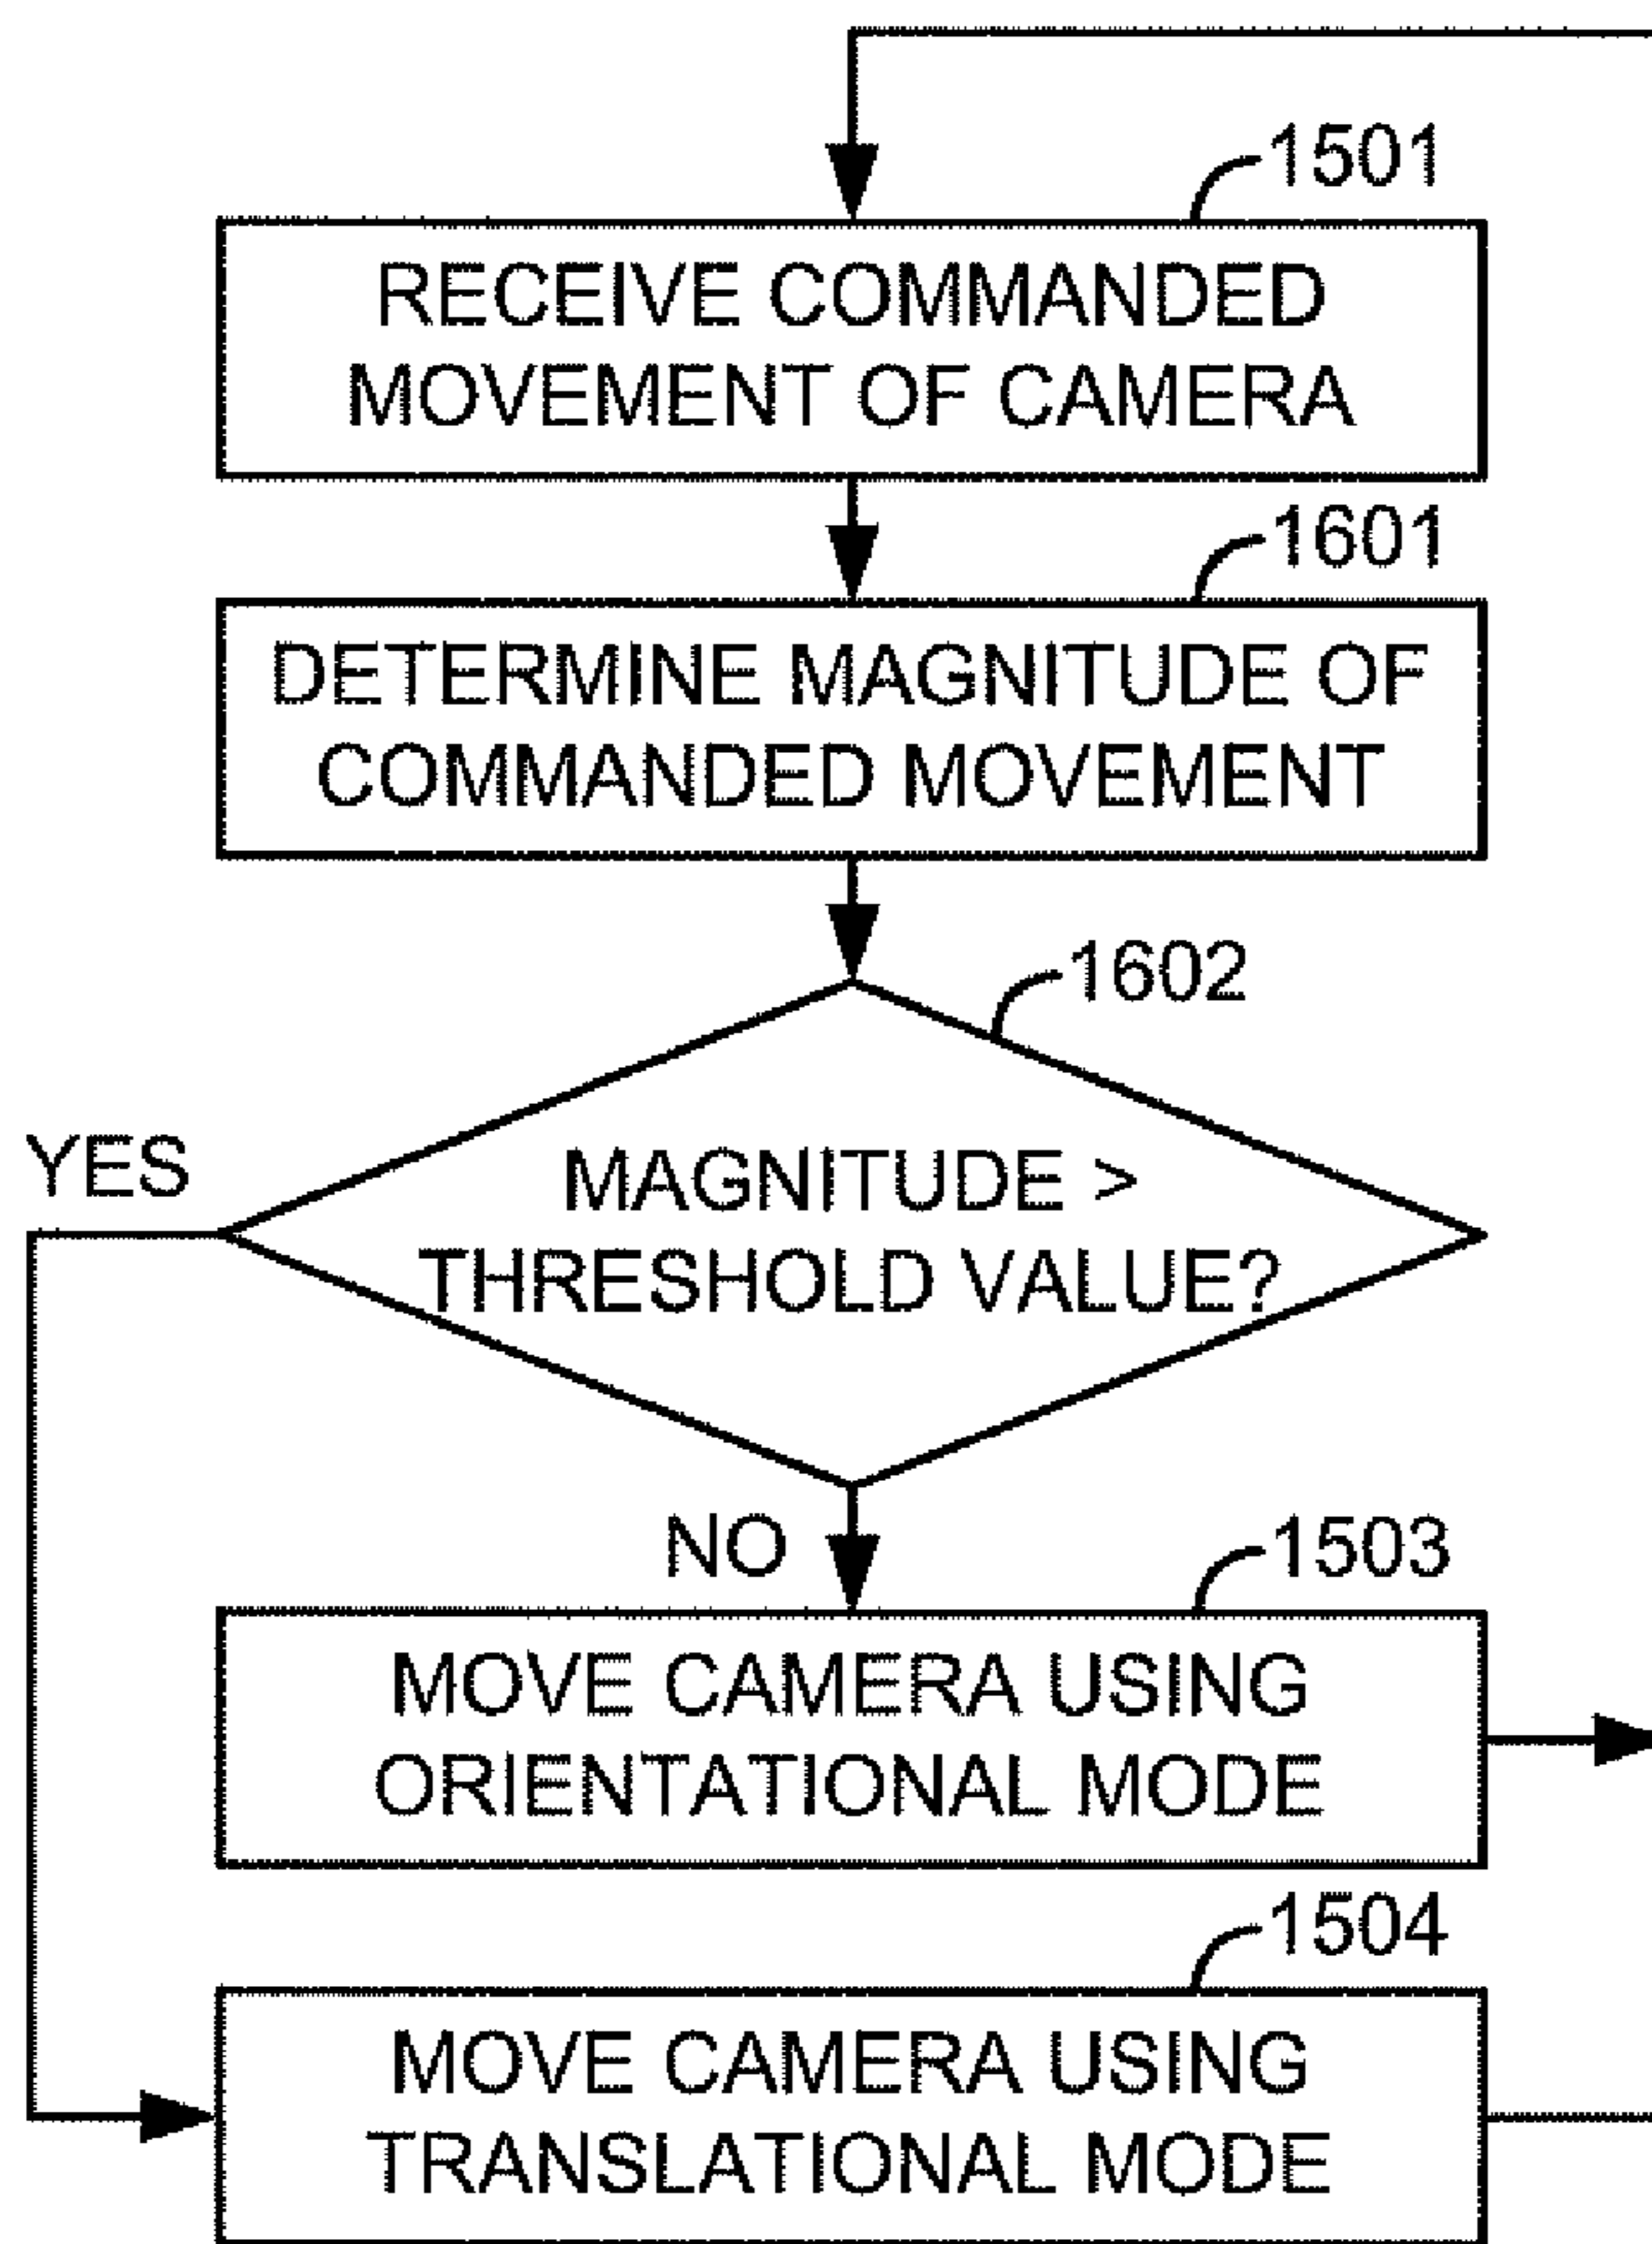 1501
RECEIVE COMMANDED
MOVEMENT OF CAMERA
1601
DETERMINE MAGNITUDE OF
COMMANDED MOVEMENT
1602
YES
MAGNITUDE >
THRESHOLD VALUE?
NO
1503
MOVE CAMERA USING
ORIENTATIONAL MODE
1504
MOVE CAMERA USING
TRANSLATIONAL MODE